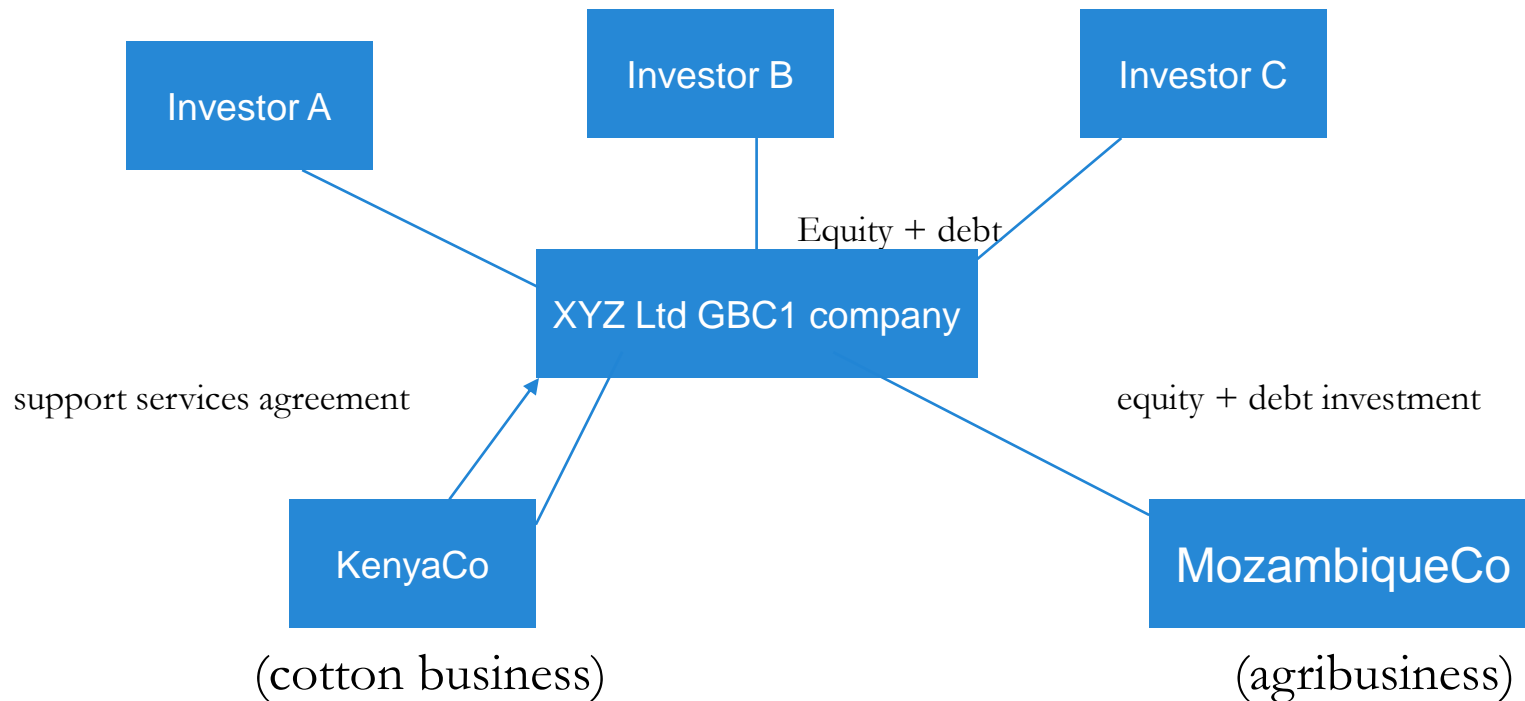 Investor A
Investor B
Investor C
Equity + debt
XYZ Ltd GBC1 company
support services agreement
equity + debt investment
KenyaCo
MozambiqueCo
(cotton business)
(agribusiness)